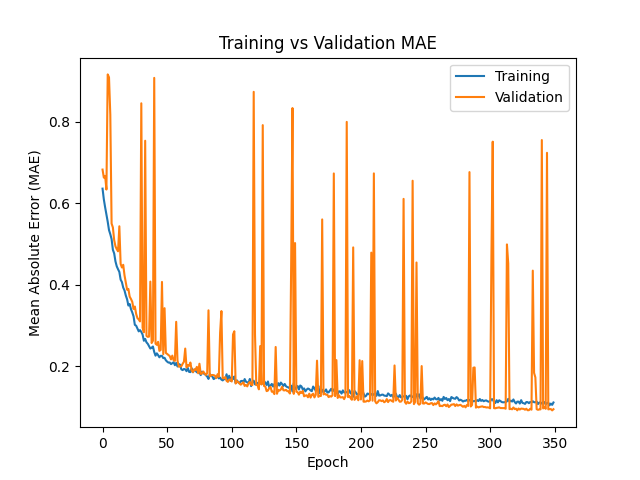 Training vs Validation MAE
Training
Validation
Mean Absolute Error (MAE)
0.8
0.6
0.4
0.2
0 50 100 150 200 250 300 350
Epoch